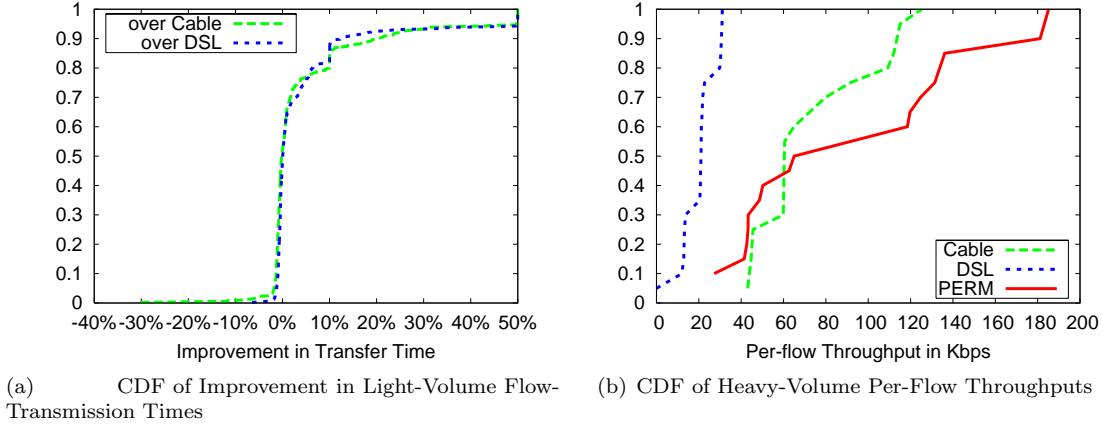 1
0.9
0.8
0.7
0.6
0.5
0.4
0.3
0.2
0.1
0
-40% -30% -20% -10% 0% 10% 20% 30% 40% 50%
Improvement in Transfer Time
over Cable
over DSL
(a) CDF of Improvement in Light-Volume Flow-
Transmission Times
1
0.9
0.8
0.7
0.6
0.5
0.4
0.3
0.2
0.1
0
0 20 40 60 80 100 120 140 160 180 200
Per-flow Throughput in Kbps
Cable
DSL
PERM
(b) CDF of Heavy-Volume Per-Flow Throughputs